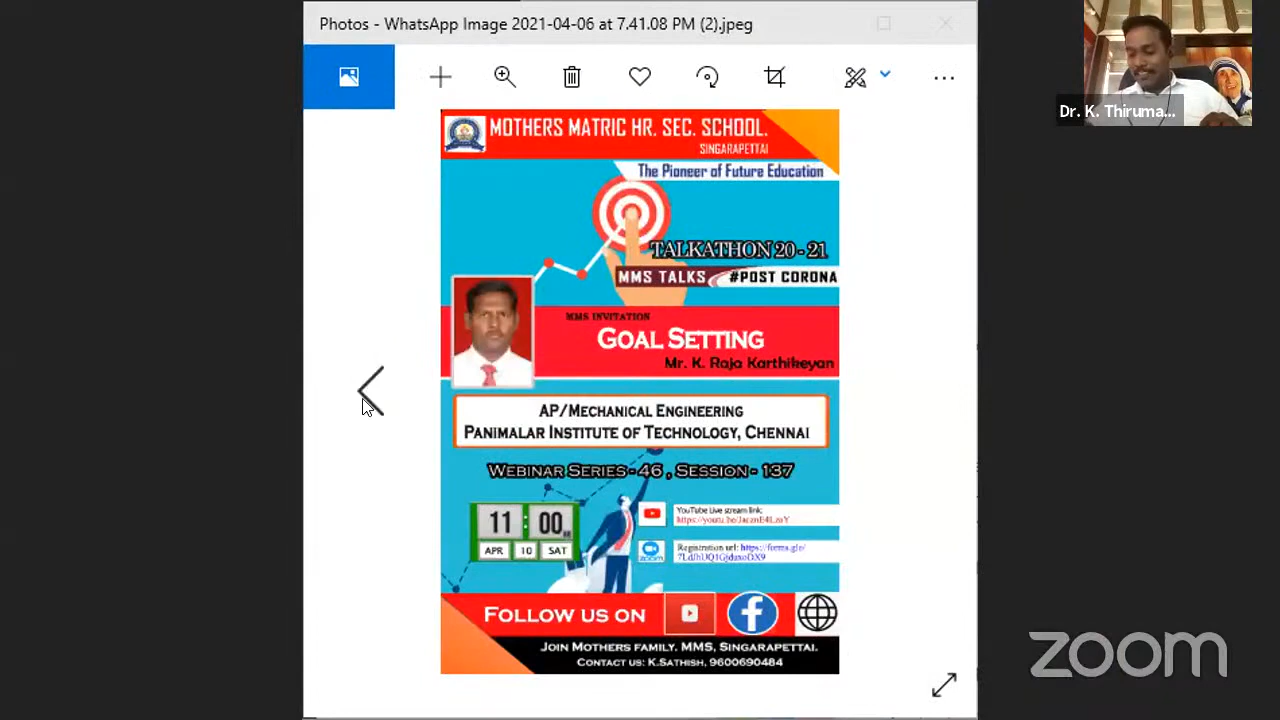 Photos - WhatsApp Image 2021-04-06 at 7.41.08 PM (2).jpeg
Dr. K. Thiruma...
MOTHERS MATRIC HR. SEC. SCHOOL.
SINGARAPETTAI
The Pioneer of Future Education
TALKATHON 20 - 21
MMS TALKS #POST CORONA
MMS INVITATION
GOAL SETTING
Mr. K. Raja Karthikeyan
AP/MECHANICAL ENGINEERING
PANIMALAR INSTITUTE OF TECHNOLOGY, CHENNAI
WEBINAR SERIES - 46 , SESSION - 137
11 : 00
APR 10 SAT
YouTube Live stream link:
Registration url: https://forms.gle/
FOLLOW US ON
JOIN MOTHERS FAMILY. MMS, SINGARAPETTAI.
CONTACT US: K.SATHISH, 9600690484
zoom